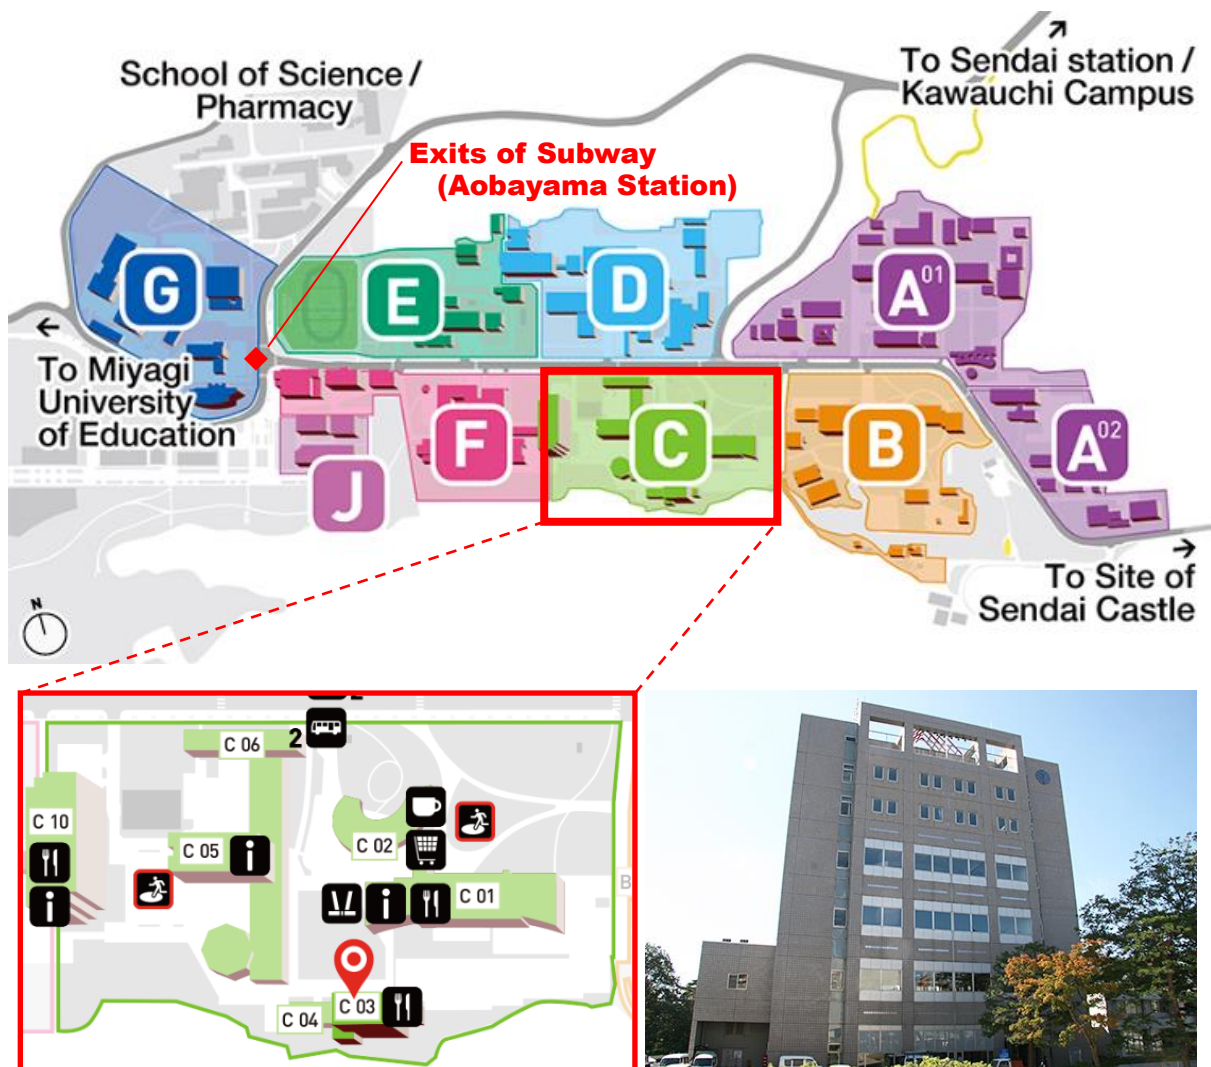 School of Science /
Pharmacy
To Sendai station /
Kawauchi Campus
Exits of Subway
(Aobayama Station)
G
E
D
A01
To Miyagi
University
of Education
J
F
C
B
A02
To Site of
Sendai Castle
N
C 06
2
C 10
C 05
C 02
B
C 01
C 03
C 04